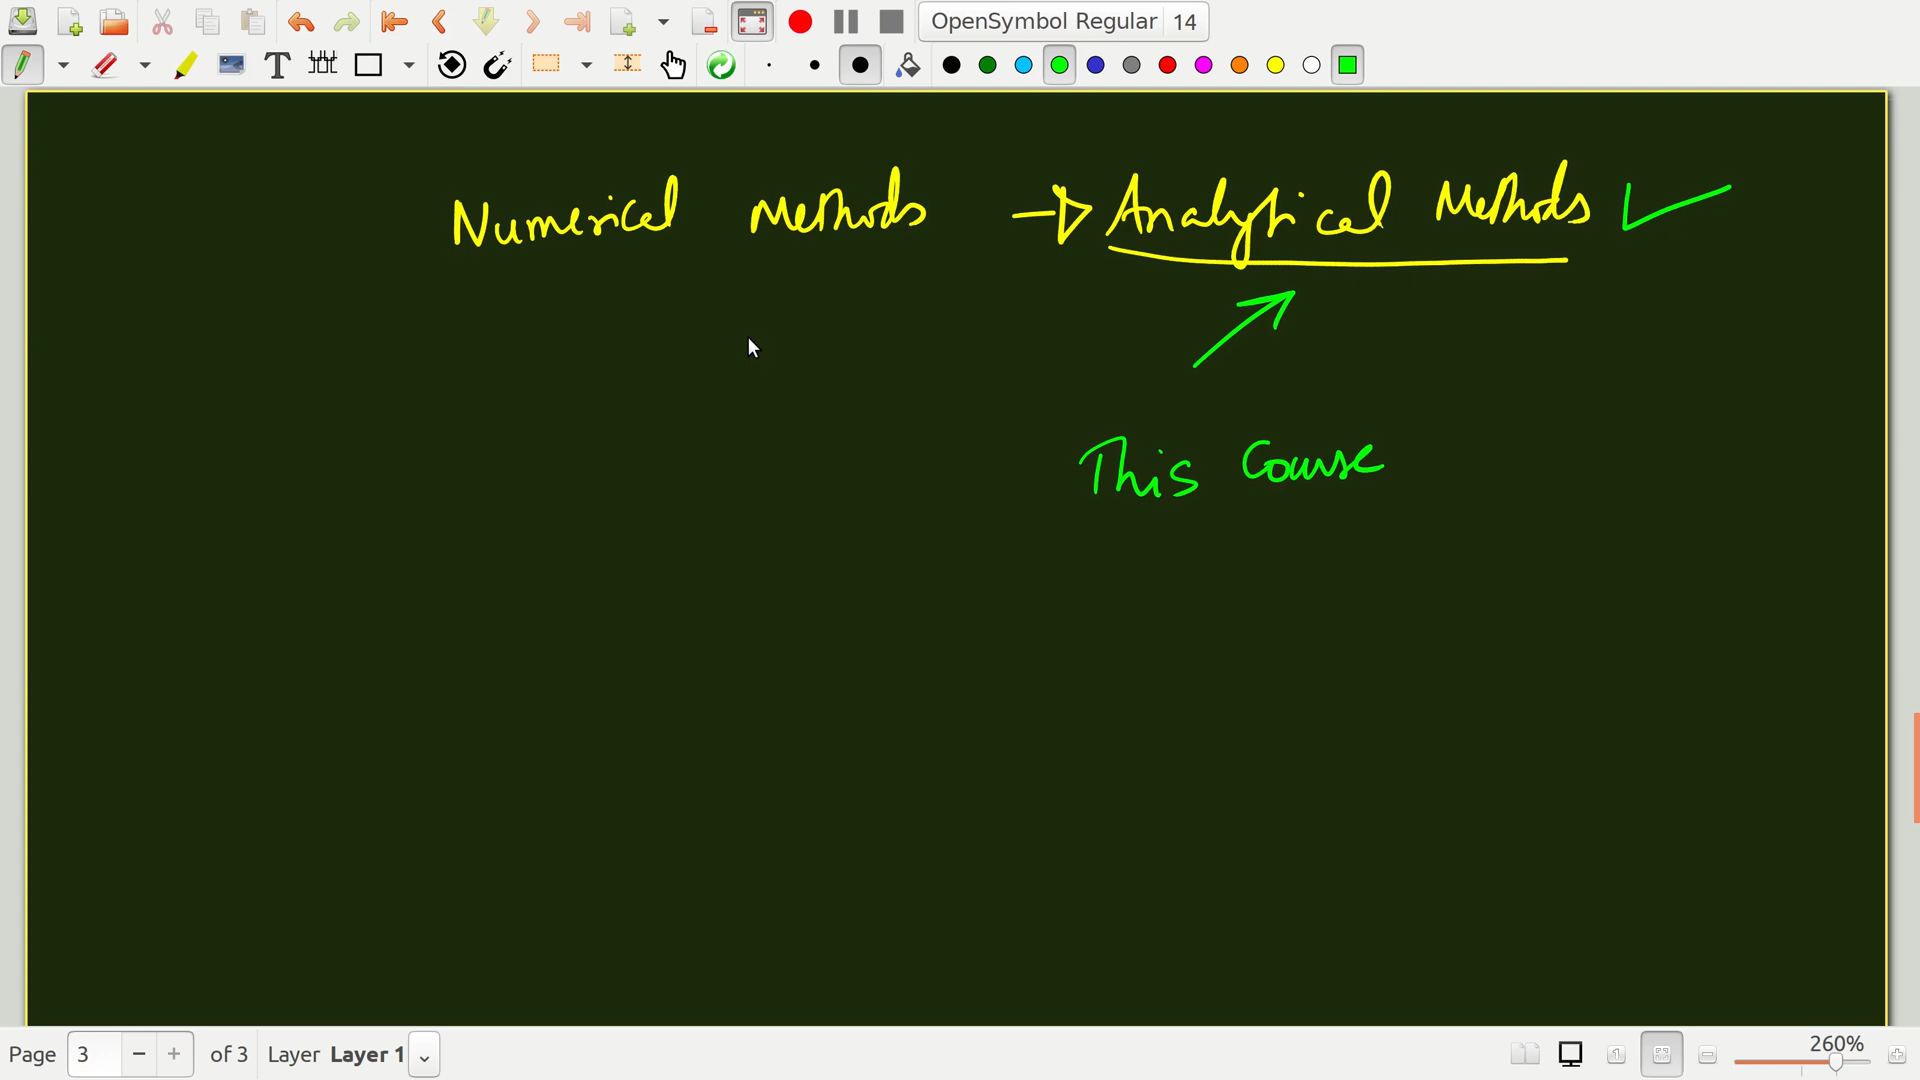 OpenSymbol Regular 14
Numerical Methods → Analytical Methods ✓
This Course
Page 3 of 3 Layer Layer 1 260%